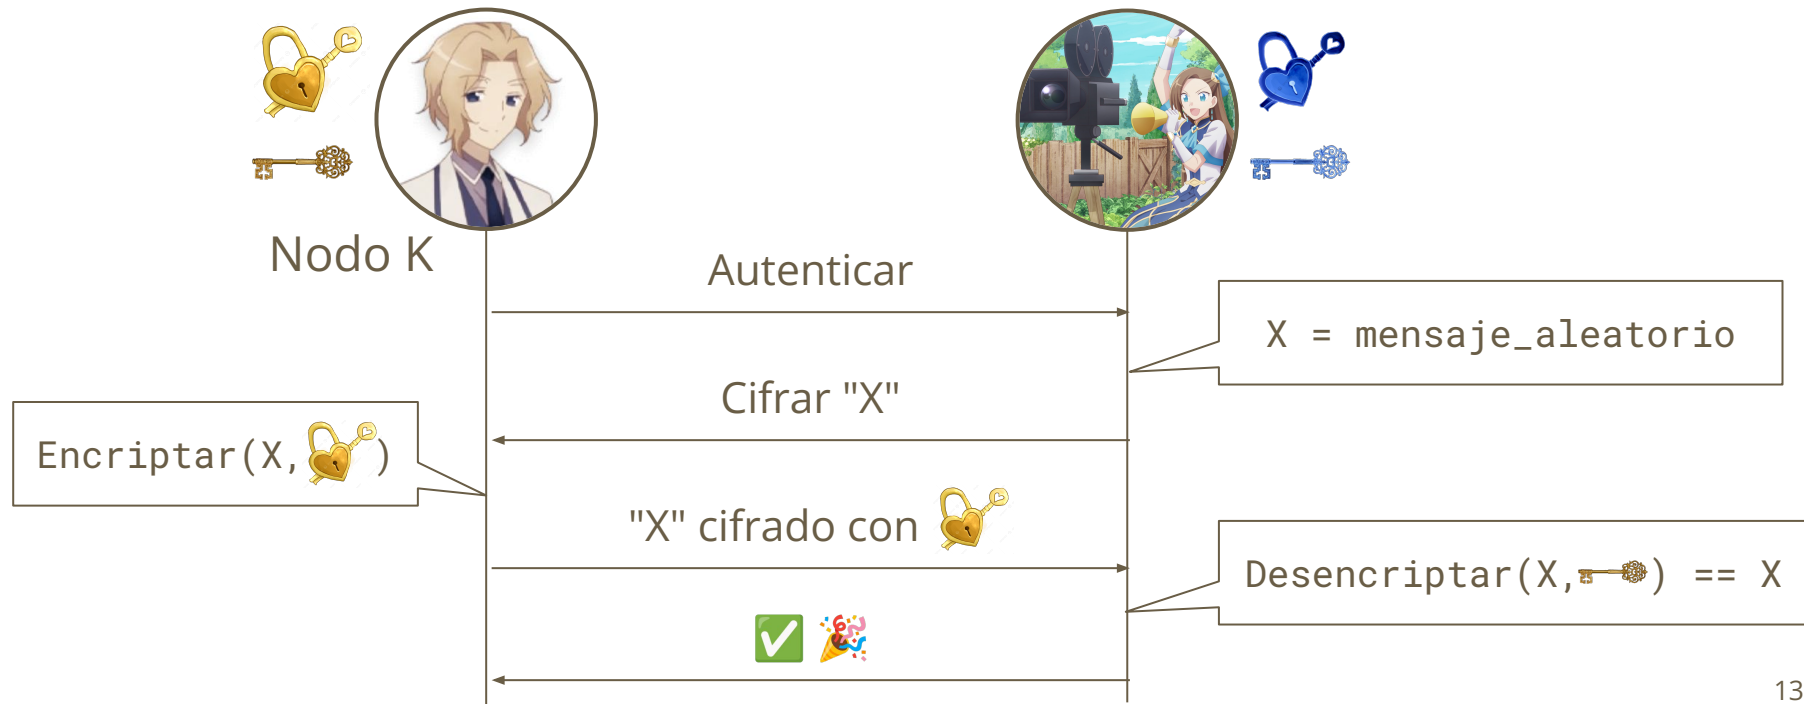 Nodo K
Autenticar
X = mensaje_aleatorio
Cifrar "X"
Encriptar(X, )
"X" cifrado con
Desencriptar(X, ) == X
13